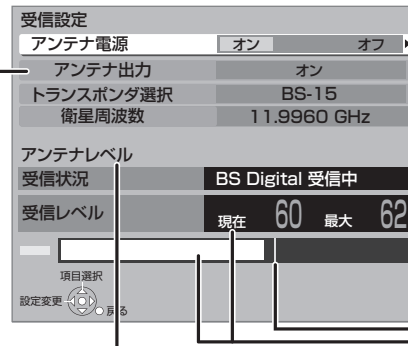 受信設定
アンテナ電源 オン オフ
アンテナ出力 オン
トランスポンダ選択 BS-15
衛星周波数 11.9960 GHz
アンテナレベル
受信状況 BS Digital 受信中
受信レベル 現在 60 最大 62
項目選択
設定変更 戻る